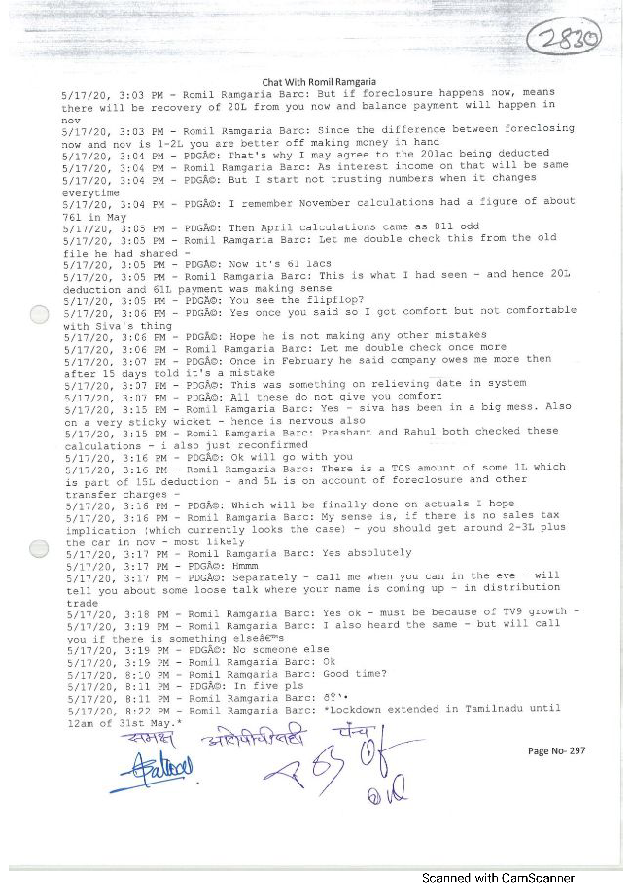 2830
Chat With Romil Ramgaria
5/17/20, 3:03 PM - Romil Ramgaria Barc: But if foreclosure happens now, means
there will be recovery of 20L from you now and balance payment will happen in
nov
5/17/20, 3:03 PM - Romil Ramgaria Barc: Since the difference between foreclosing
now and nov is 1-2L you are better off making money in hand
5/17/20, 3:04 PM - PDGÃ©: That's why I may agree to the 20lac being deducted
5/17/20, 3:04 PM - Romil Ramgaria Barc: As interest income on that will be same
5/17/20, 3:04 PM - PDGÃ©: But I start not trusting numbers when it changes
everytime
5/17/20, 3:04 PM - PDGÃ©: I remember November calculations had a figure of about
76l in May
5/17/20, 3:05 PM - PDGÃ©: Then April calculations came as 81l odd
5/17/20, 3:05 PM - Romil Ramgaria Barc: Let me double check this from the old
file he had shared -
5/17/20, 3:05 PM - PDGÃ©: Now it's 61 lacs
5/17/20, 3:05 PM - Romil Ramgaria Barc: This is what I had seen - and hence 20L
deduction and 61L payment was making sense
5/17/20, 3:05 PM - PDGÃ©: You see the flipflop?
5/17/20, 3:06 PM - PDGÃ©: Yes once you said so I got comfort but not comfortable
with Siva's thing
5/17/20, 3:06 PM - PDGÃ©: Hope he is not making any other mistakes
5/17/20, 3:06 PM - Romil Ramgaria Barc: Let me double check once more
5/17/20, 3:07 PM - PDGÃ©: Once in February he said company owes me more then
after 15 days told it's a mistake
5/17/20, 3:07 PM - PDGÃ©: This was something on relieving date in system
5/17/20, 3:07 PM - PDGÃ©: All these do not give you comfort
5/17/20, 3:15 PM - Romil Ramgaria Barc: Yes - siva has been in a big mess. Also
on a very sticky wicket - hence is nervous also
5/17/20, 3:15 PM - Romil Ramgaria Barc: Prashant and Rahul both checked these
calculations - i also just reconfirmed
5/17/20, 3:16 PM - PDGÃ©: Ok will go with you
5/17/20, 3:16 PM - Romil Ramgaria Barc: There is a TCS amount of some 1L which
is part of 15L deduction - and 5L is on account of foreclosure and other
transfer charges -
5/17/20, 3:16 PM - PDGÃ©: Which will be finally done on actuals I hope
5/17/20, 3:16 PM - Romil Ramgaria Barc: My sense is, if there is no sales tax
implication (which currently looks the case) - you should get around 2-3L plus
the car in nov - most likely
5/17/20, 3:17 PM - Romil Ramgaria Barc: Yes absolutely
5/17/20, 3:17 PM - PDGÃ©: Hmmm
5/17/20, 3:17 PM - PDGÃ©: Separately - call me when you can in the eve will
tell you about some loose talk where your name is coming up - in distribution
trade
5/17/20, 3:18 PM - Romil Ramgaria Barc: Yes ok - must be because of TV9 growth -
5/17/20, 3:19 PM - Romil Ramgaria Barc: I also heard the same - but will call
you if there is something elseâ€™s
5/17/20, 3:19 PM - PDGÃ©: No someone else
5/17/20, 3:19 PM - Romil Ramgaria Barc: Ok
5/17/20, 8:10 PM - Romil Ramgaria Barc: Good time?
5/17/20, 8:11 PM - PDGÃ©: In five pls
5/17/20, 8:11 PM - Romil Ramgaria Barc:
5/17/20, 8:22 PM - Romil Ramgaria Barc: *Lockdown extended in Tamilnadu until
12am of 31st May.*
समक्ष पंच
Page No- 297
Scanned with CamScanner